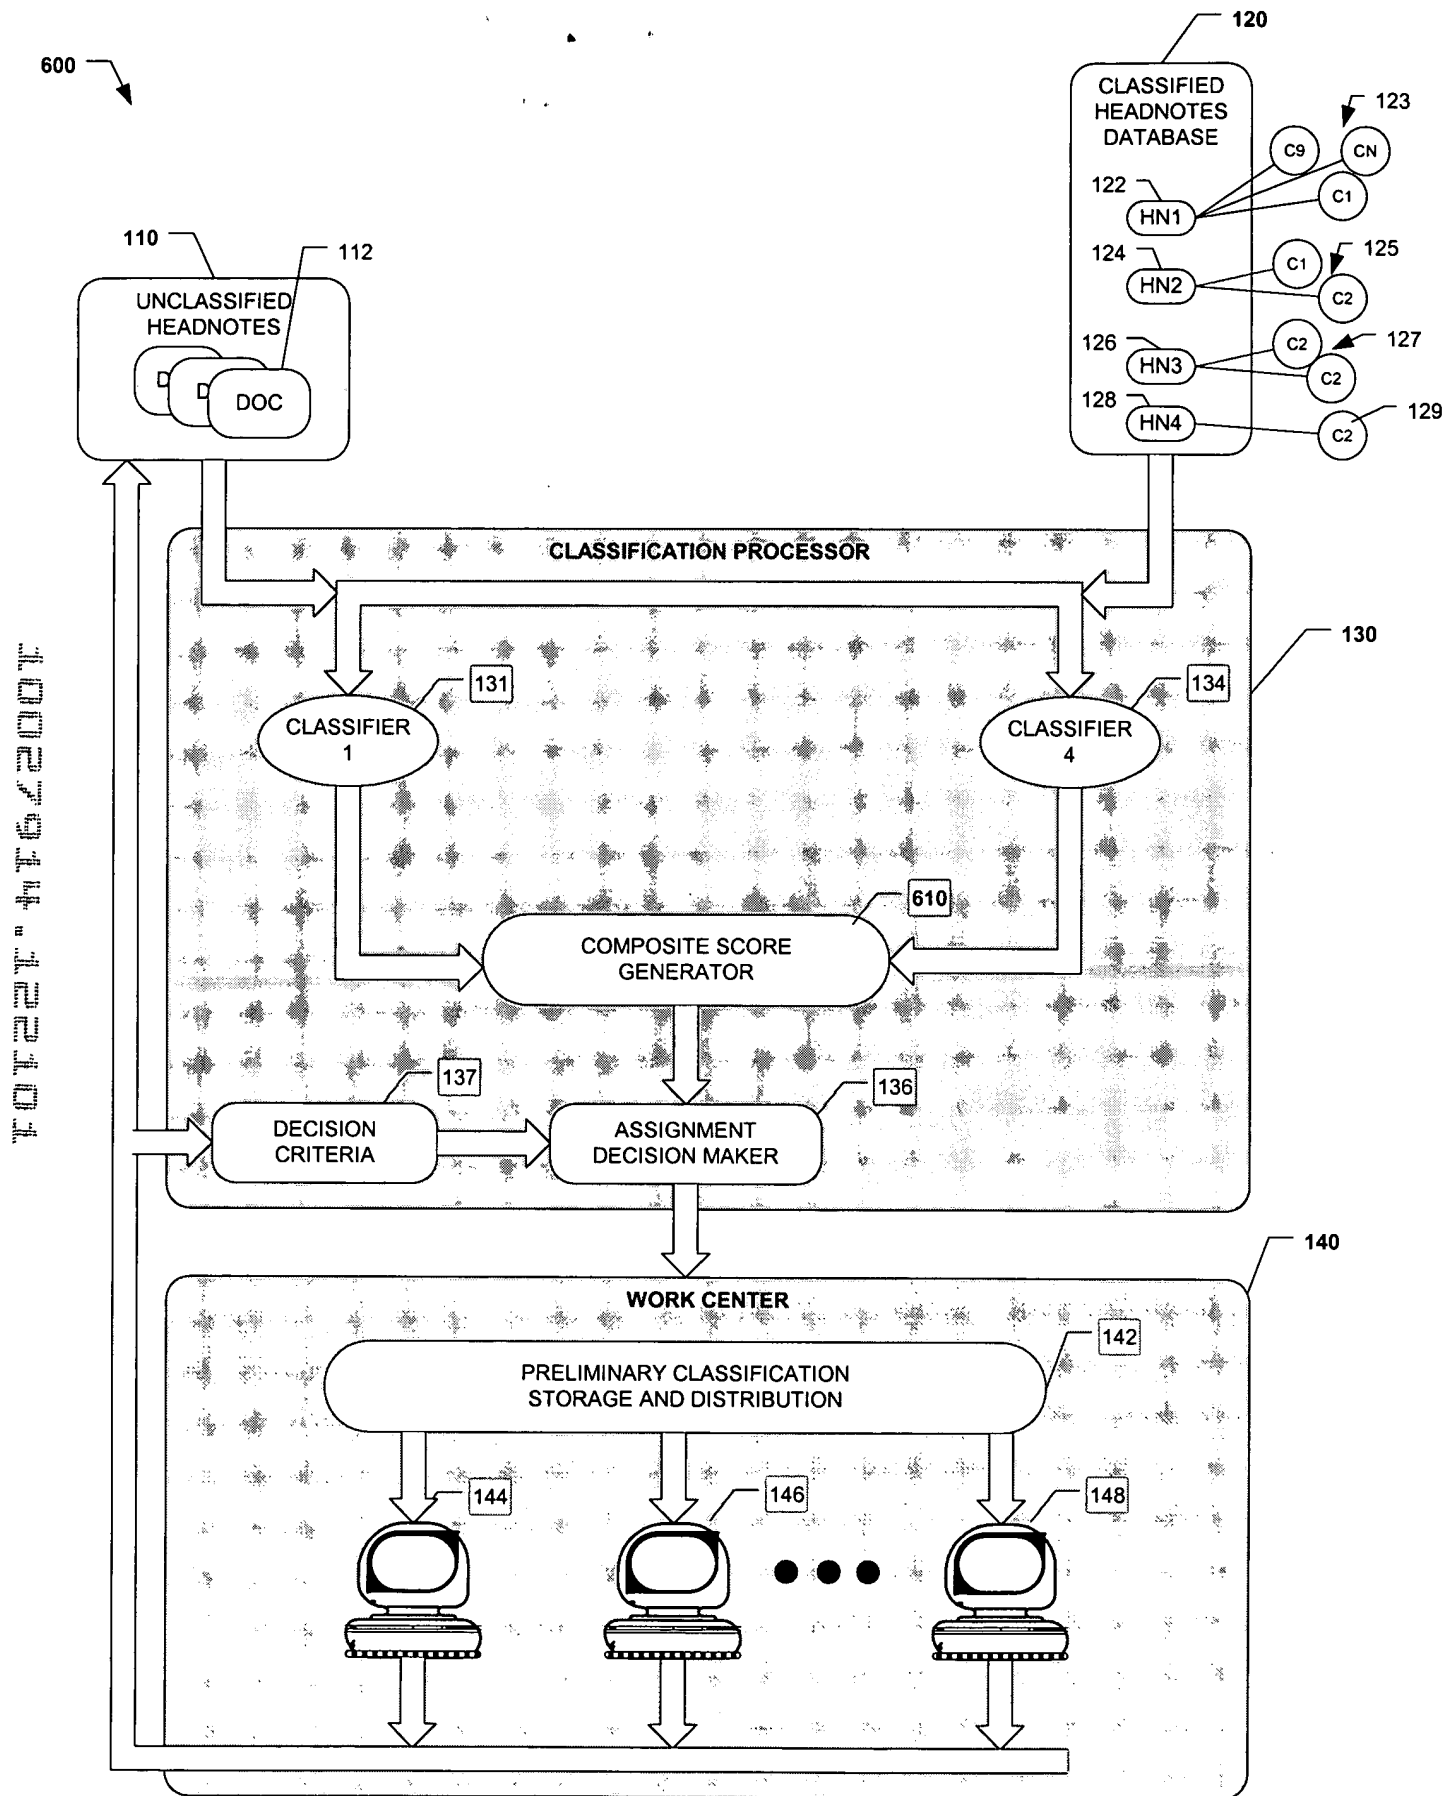 600
120
CLASSIFIED
HEADNOTES
DATABASE
123
C9
CN
C1
122
HN1
124
HN2
C1
125
C2
126
HN3
C2
127
C2
128
HN4
C2
129
110
112
UNCLASSIFIED
HEADNOTES
D
D
DOC
CLASSIFICATION PROCESSOR
130
131
CLASSIFIER
1
134
CLASSIFIER
4
610
COMPOSITE SCORE
GENERATOR
137
DECISION
CRITERIA
136
ASSIGNMENT
DECISION MAKER
140
WORK CENTER
142
PRELIMINARY CLASSIFICATION
STORAGE AND DISTRIBUTION
144
146
148
10027914.122101